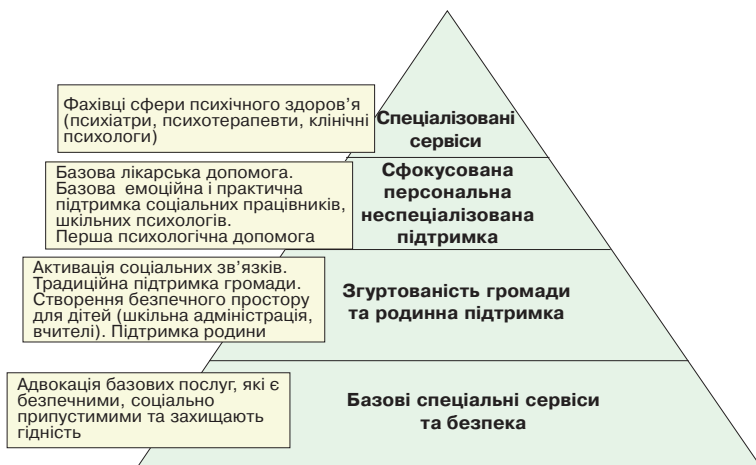 Фахівці сфери психічного здоров’я
(психіатри, психотерапевти, клінічні
психологи)
Спеціалізовані
сервіси
Базова лікарська допомога.
Базова емоційна і практична
підтримка соціальних працівників,
шкільних психологів.
Перша психологічна допомога
Сфокусована
персональна
неспеціалізована
підтримка
Активація соціальних зв’язків.
Традиційна підтримка громади.
Створення безпечного простору
для дітей (шкільна адміністрація,
вчителі). Підтримка родини
Згуртованість громади
та родинна підтримка
Адвокація базових послуг, які є
безпечними, соціально
припустимими та захищають
гідність
Базові спеціальні сервіси
та безпека